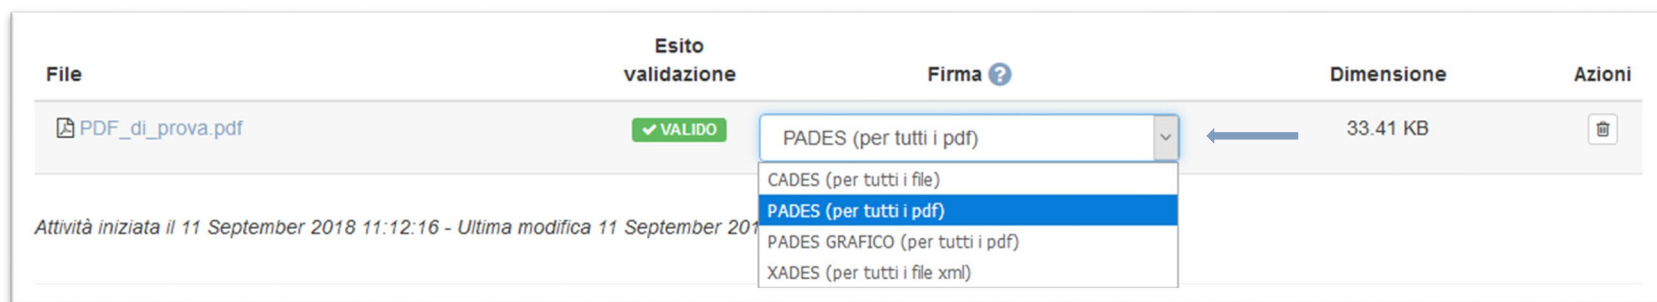 File Esito validazione Firma Dimensione Azioni
PDF_di_prova.pdf VALIDO PADES (per tutti i pdf) 33.41 KB
CADES (per tutti i file)
PADES (per tutti i pdf)
Attività iniziata il 11 September 2018 11:12:16 - Ultima modifica 11 September 201
PADES GRAFICO (per tutti i pdf)
XADES (per tutti i file xml)